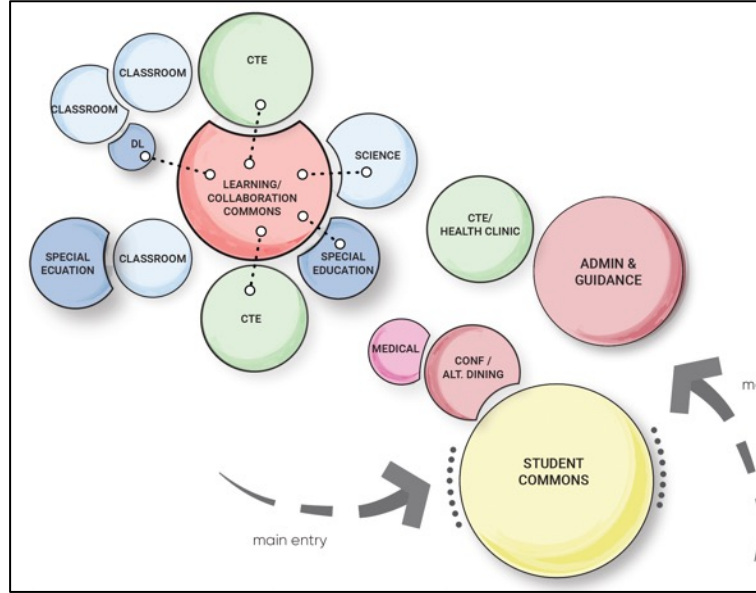 CTE
CLASSROOM
CLASSROOM
DL
SCIENCE
LEARNING/
COLLABORATION
COMMONS
SPECIAL
ECUATION
CLASSROOM
SPECIAL
EDUCATION
CTE
CTE/
HEALTH CLINIC
ADMIN &
GUIDANCE
MEDICAL
CONF /
ALT. DINING
STUDENT
COMMONS
main entry